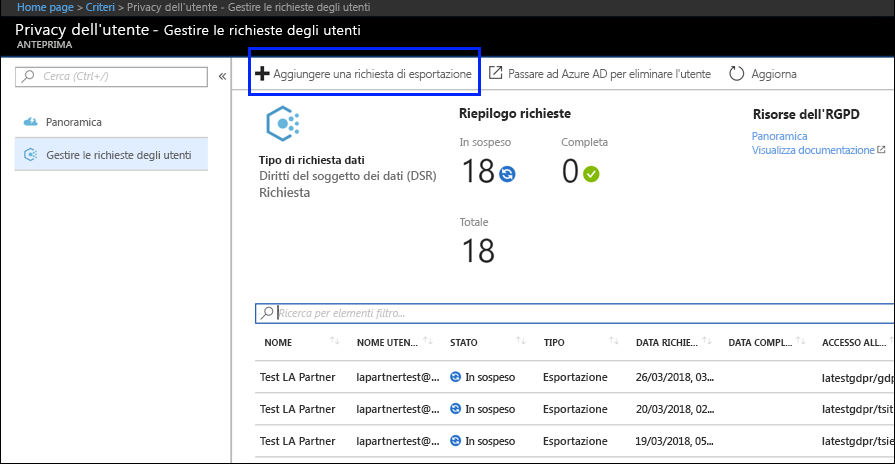 Home page > Criteri > Privacy dell'utente - Gestire le richieste degli utenti
Privacy dell'utente - Gestire le richieste degli utenti
ANTEPRIMA
Cerca (Ctrl+/)
«
Panoramica
Gestire le richieste degli utenti
Aggiungere una richiesta di esportazione
Passare ad Azure AD per eliminare l'utente
Aggiorna
Tipo di richiesta dati
Diritti del soggetto dei dati (DSR)
Richiesta
Riepilogo richieste
In sospeso
18
Completa
0
Totale
18
Risorse dell'RGPD
Panoramica
Visualizza documentazione
Ricerca per elementi filtro...
NOME NOME UTEN... STATO TIPO DATA RICHIE... DATA COMPL... ACCESSO ALL...
Test LA Partner lapartnertest@... In sospeso Esportazione 26/03/2018, 03... latestgdpr/gdp
Test LA Partner lapartnertest@... In sospeso Esportazione 20/03/2018, 02... latestgdpr/tsit
Test LA Partner lapartnertest@... In sospeso Esportazione 19/03/2018, 05... latestgdpr/tsie